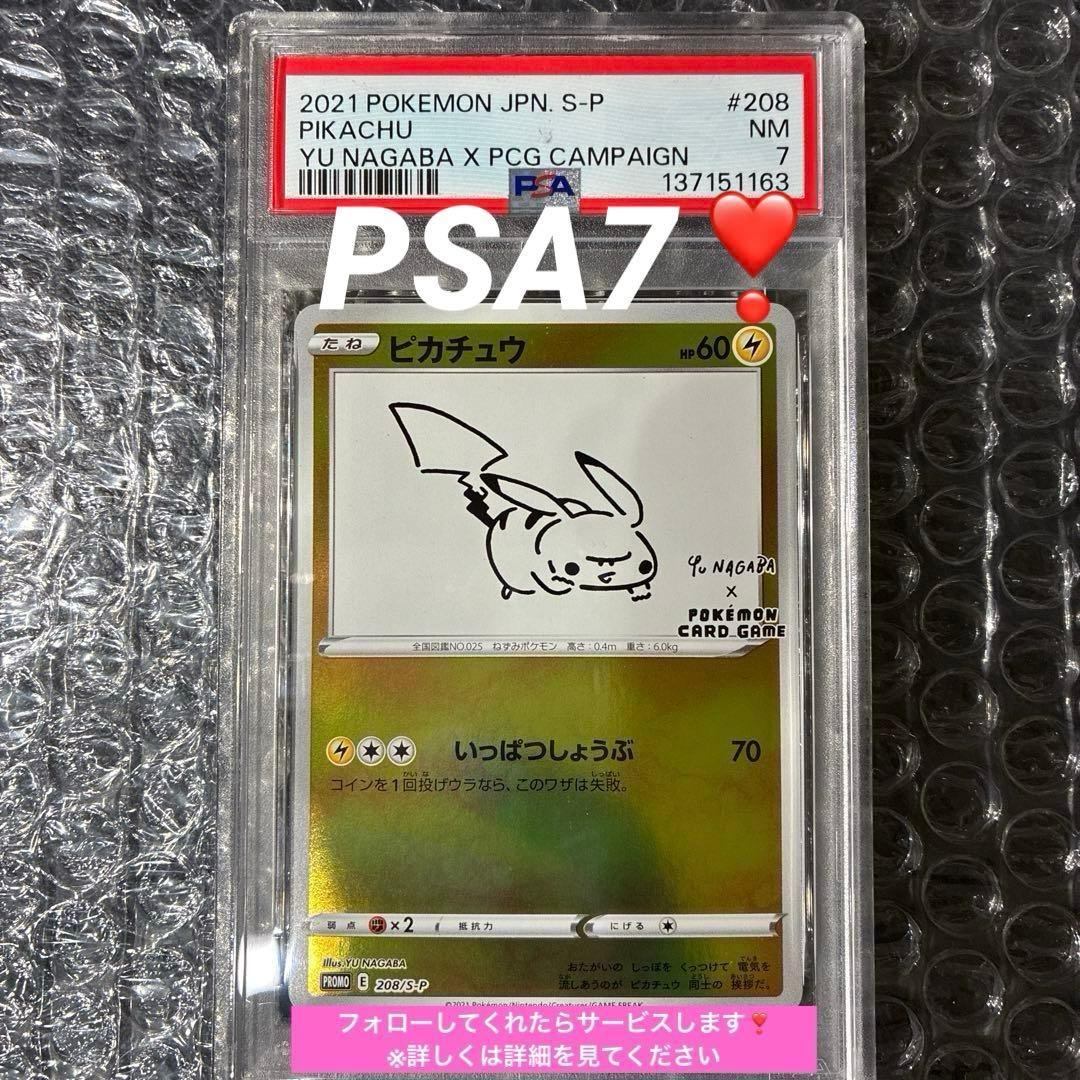 2021 POKEMON JPN. S-P #208
PIKACHU NM
YU NAGABA X PCG CAMPAIGN 7
PSA 137151163
PSA7❣️
たね ピカチュウ HP60
YU NAGABA
×
POKÉMON
CARD GAME
全国図鑑NO.025 ねずみポケモン 高さ:0.4m 重さ:6.0kg
いっぱつしょうぶ 70
コインを1回投げウラなら、このワザは失敗。
弱点 ×2 抵抗力 にげる
Illus. YU NAGABA
PROMO E 208/S-P
おたがいの しっぽを くっつけて 電気を
流しあうのが ピカチュウ 同士の 挨拶だ。
©2021 Pokémon/Nintendo/Creatures/GAME FREAK
フォローしてくれたらサービスします❣️
※詳しくは詳細を見てください